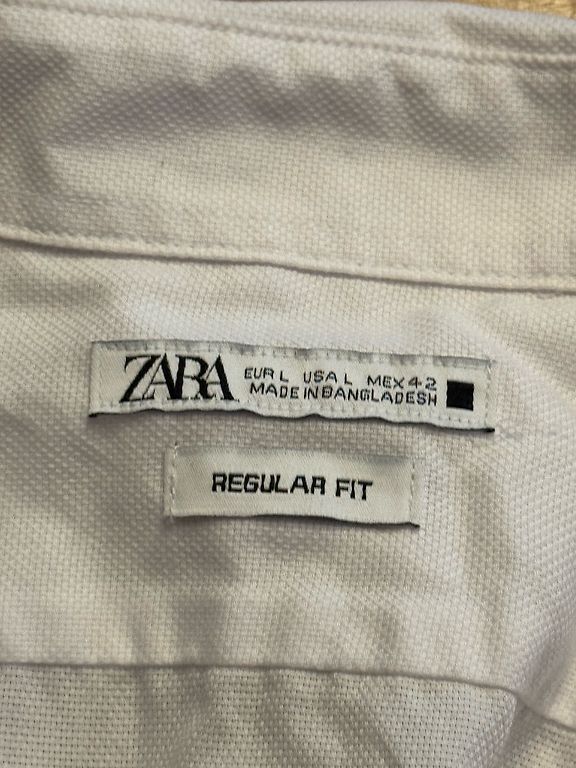 ZARA
EUR L USA L MEX 42
MADE IN BANGLADESH
REGULAR FIT